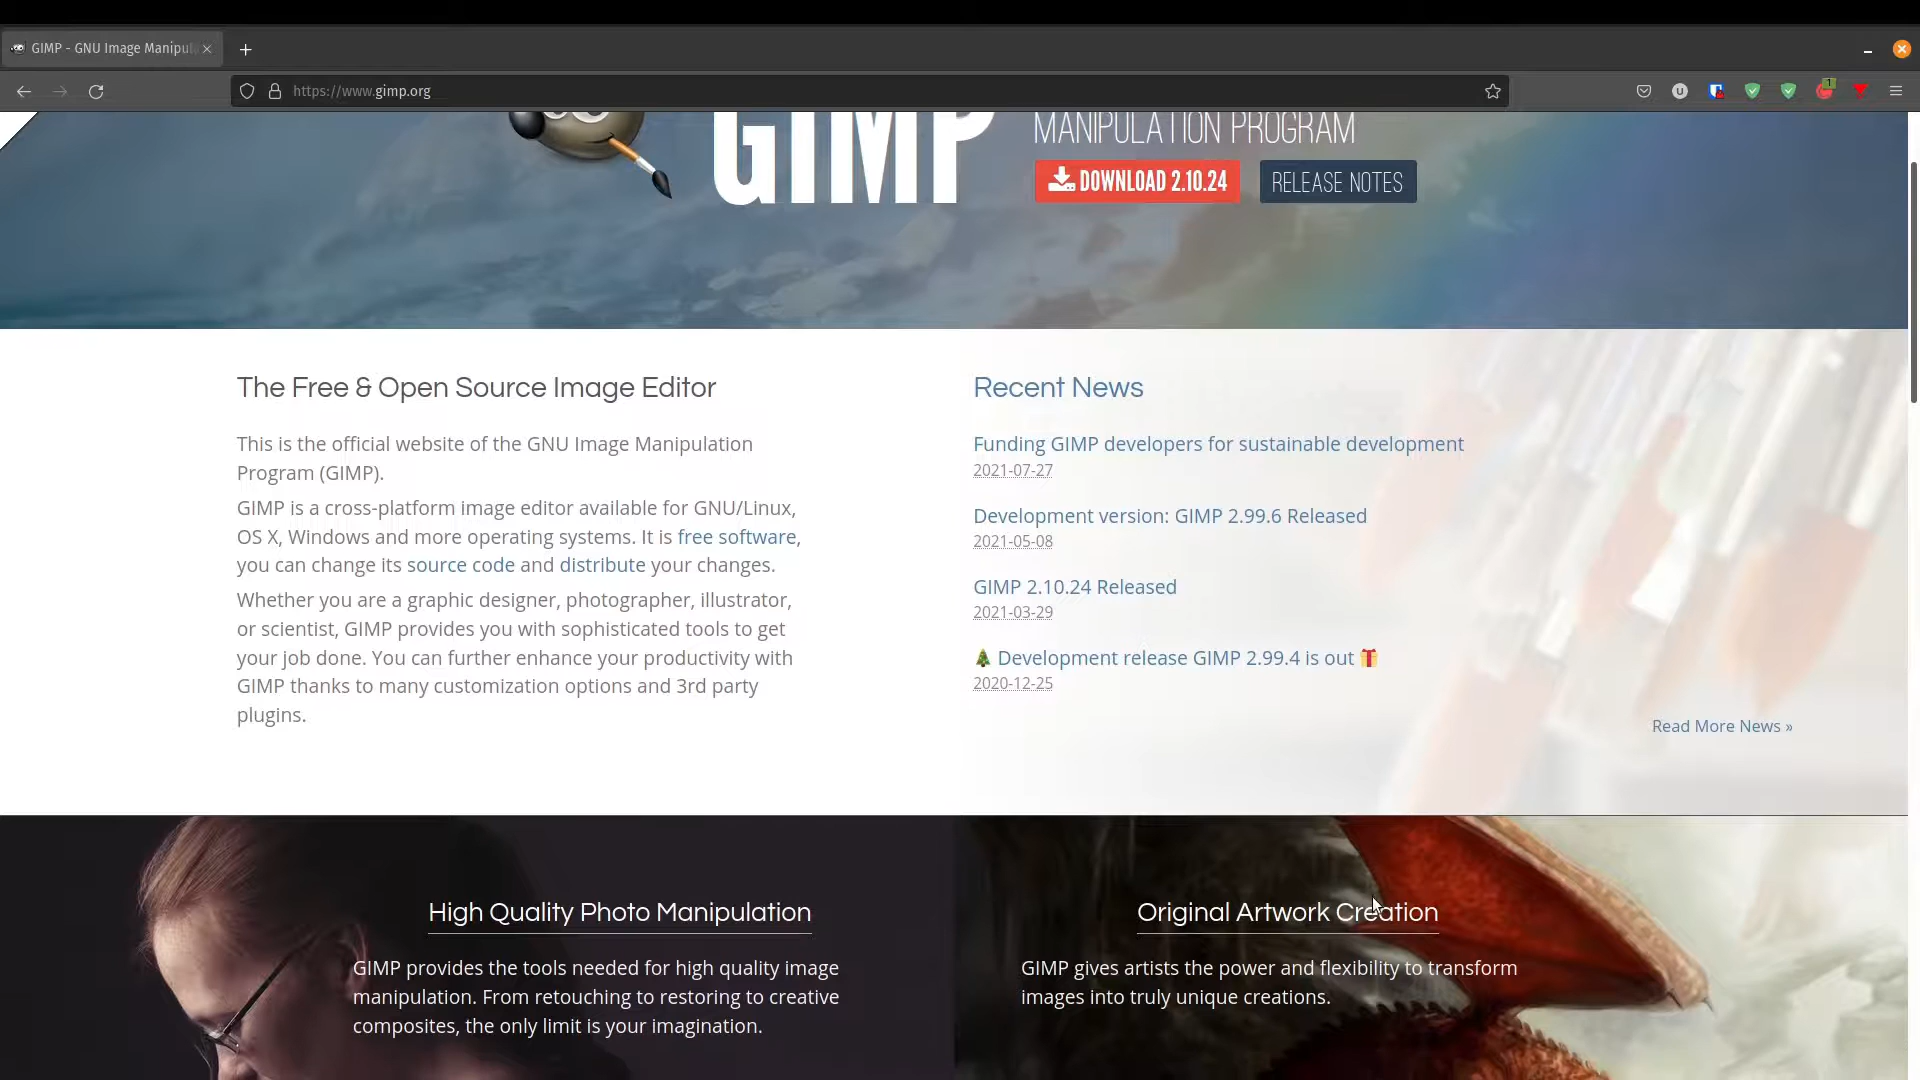 GIMP - GNU Image Manipul
https://www.gimp.org
GIMP
MANIPULATION PROGRAM
DOWNLOAD 2.10.24
RELEASE NOTES
The Free & Open Source Image Editor
This is the official website of the GNU Image Manipulation
Program (GIMP).
GIMP is a cross-platform image editor available for GNU/Linux,
OS X, Windows and more operating systems. It is free software,
you can change its source code and distribute your changes.
Whether you are a graphic designer, photographer, illustrator,
or scientist, GIMP provides you with sophisticated tools to get
your job done. You can further enhance your productivity with
GIMP thanks to many customization options and 3rd party
plugins.
Recent News
Funding GIMP developers for sustainable development
2021-07-27
Development version: GIMP 2.99.6 Released
2021-05-08
GIMP 2.10.24 Released
2021-03-29
🎄 Development release GIMP 2.99.4 is out 🎁
2020-12-25
Read More News »
High Quality Photo Manipulation
GIMP provides the tools needed for high quality image
manipulation. From retouching to restoring to creative
composites, the only limit is your imagination.
Original Artwork Creation
GIMP gives artists the power and flexibility to transform
images into truly unique creations.